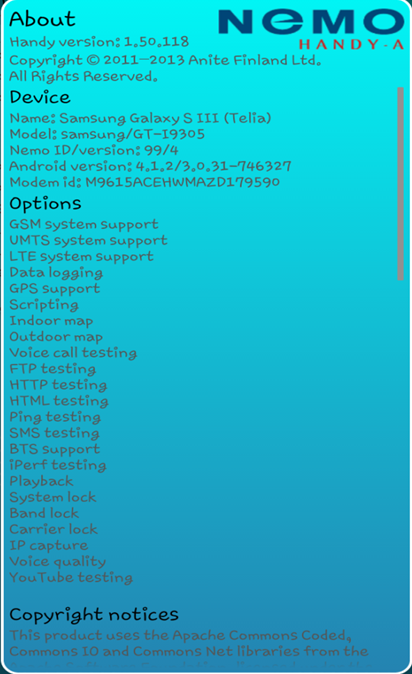 About
NEMO
HANDY-A
Handy version: 1.50.118
Copyright © 2011-2013 Anite Finland Ltd.
All Rights Reserved.
Device
Name: Samsung Galaxy S III (Telia)
Model: samsung/GT-I9305
Nemo ID/version: 99/4
Android version: 4.1.2/3.0.31-746327
Modem id: M9615ACEHWMAZD179590
Options
GSM system support
UMTS system support
LTE system support
Data logging
GPS support
Scripting
Indoor map
Outdoor map
Voice call testing
FTP testing
HTTP testing
HTML testing
Ping testing
SMS testing
BTS support
iPerf testing
Playback
System lock
Band lock
Carrier lock
IP capture
Voice quality
YouTube testing
Copyright notices
This product uses the Apache Commons Coded,
Commons IO and Commons Net libraries from the